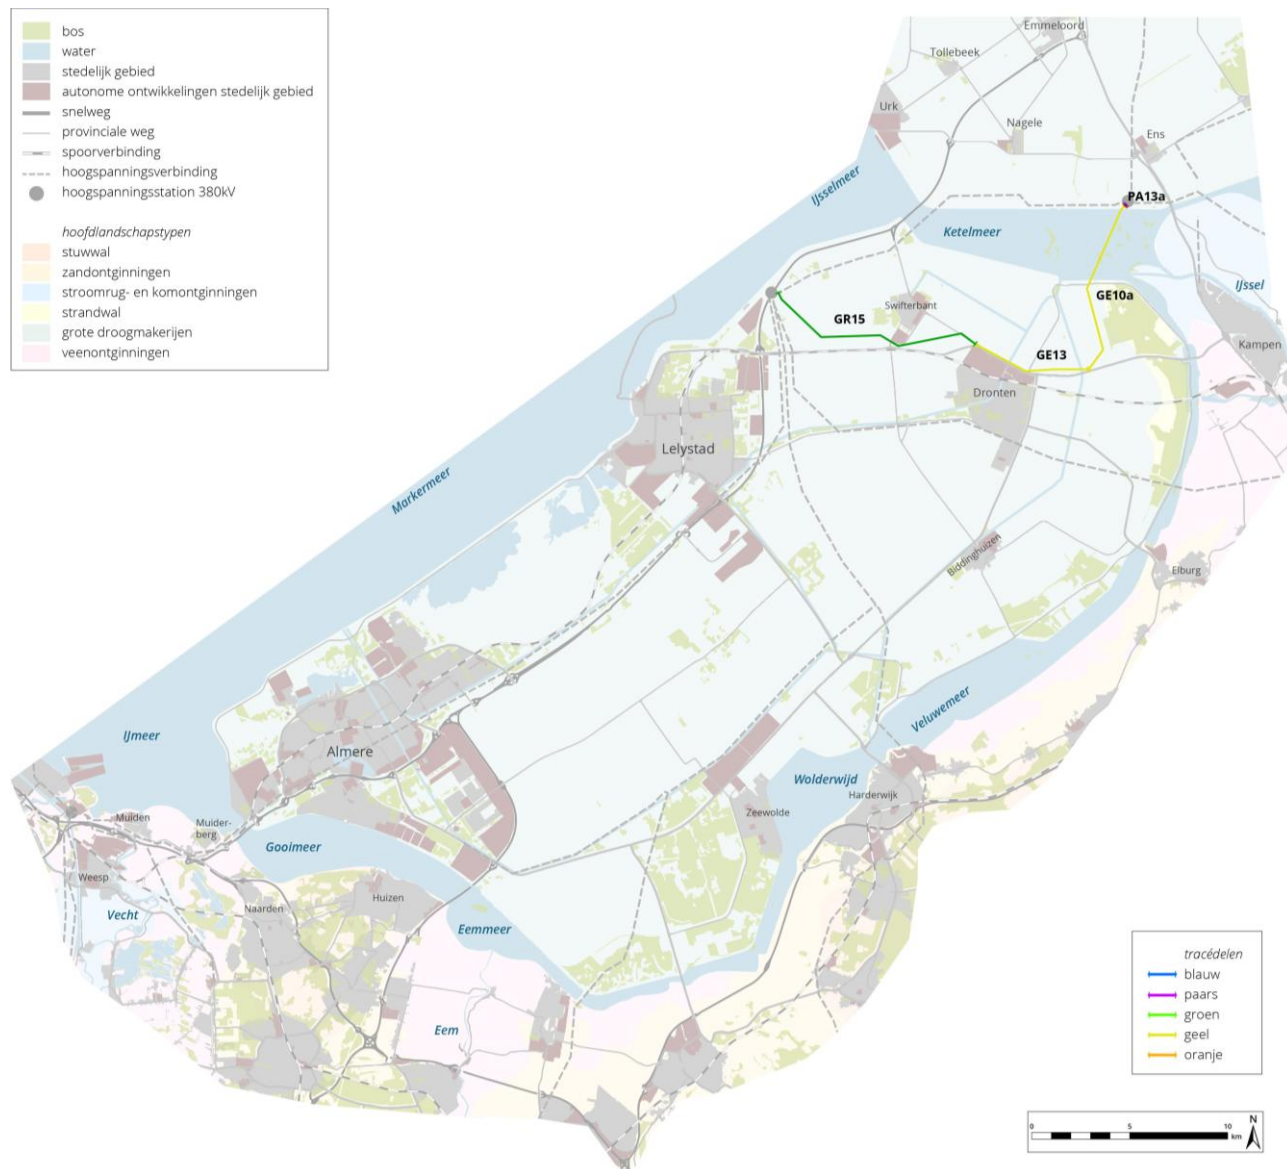 bos
water
stedelijk gebied
autonome ontwikkelingen stedelijk gebied
snelweg
provinciale weg
spoorverbinding
hoogspanningsverbinding
hoogspanningsstation 380kV
hoofdlandschapstypen
stuwwal
zandontginningen
stroomrug- en komontginningen
strandwal
grote droogmakerijen
veenontginningen
Emmeloord
Tollebeek
Urk
Nagele
Ens
IJsselmeer
PA13a
Ketelmeer
IJssel
GE10a
Swifterbant
GR15
Kampen
GE13
Dronten
Lelystad
Markermeer
Biddinghuizen
Elburg
Veluwemeer
IJmeer
Almere
Wolderwijd
Harderwijk
Zeewolde
Muiden
Muider-
berg
Gooimeer
Weesp
Huizen
Naarden
Vecht
Eemmeer
Eem
tracédelen
blauw
paars
groen
geel
oranje
N
0 5 10
km